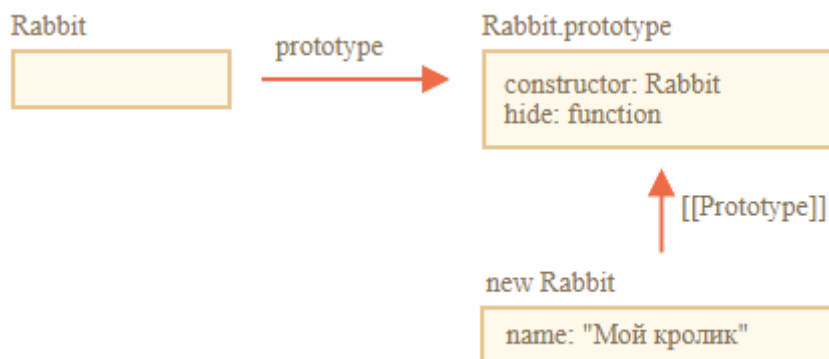 Rabbit
prototype
Rabbit.prototype
constructor: Rabbit
hide: function
[[Prototype]]
new Rabbit
name: "Мой кролик"